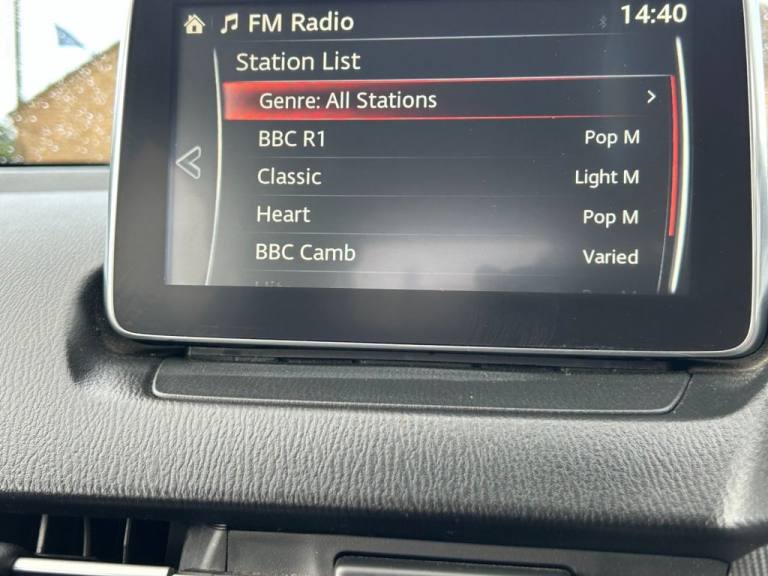 FM Radio 14:40
Station List
Genre: All Stations >
BBC R1 Pop M
Classic Light M
Heart Pop M
BBC Camb Varied